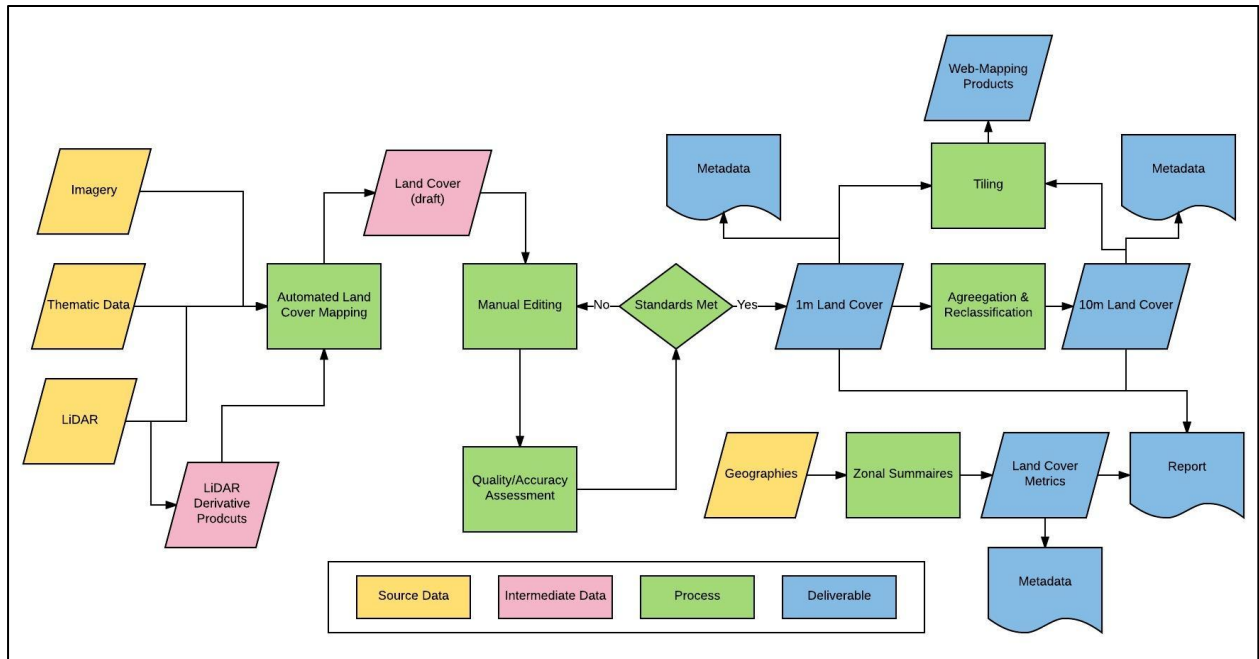 Web-Mapping
Products
Imagery
Land Cover
(draft)
Metadata
Tiling
Metadata
Thematic Data
Automated Land
Cover Mapping
Manual Editing
No
Standards Met
Yes
1m Land Cover
Agreegation &
Reclassification
10m Land Cover
LiDAR
LiDAR
Derivative
Prodcuts
Quality/Accuracy
Assessment
Geographies
Zonal Summaires
Land Cover
Metrics
Report
Metadata
Source Data
Intermediate Data
Process
Deliverable